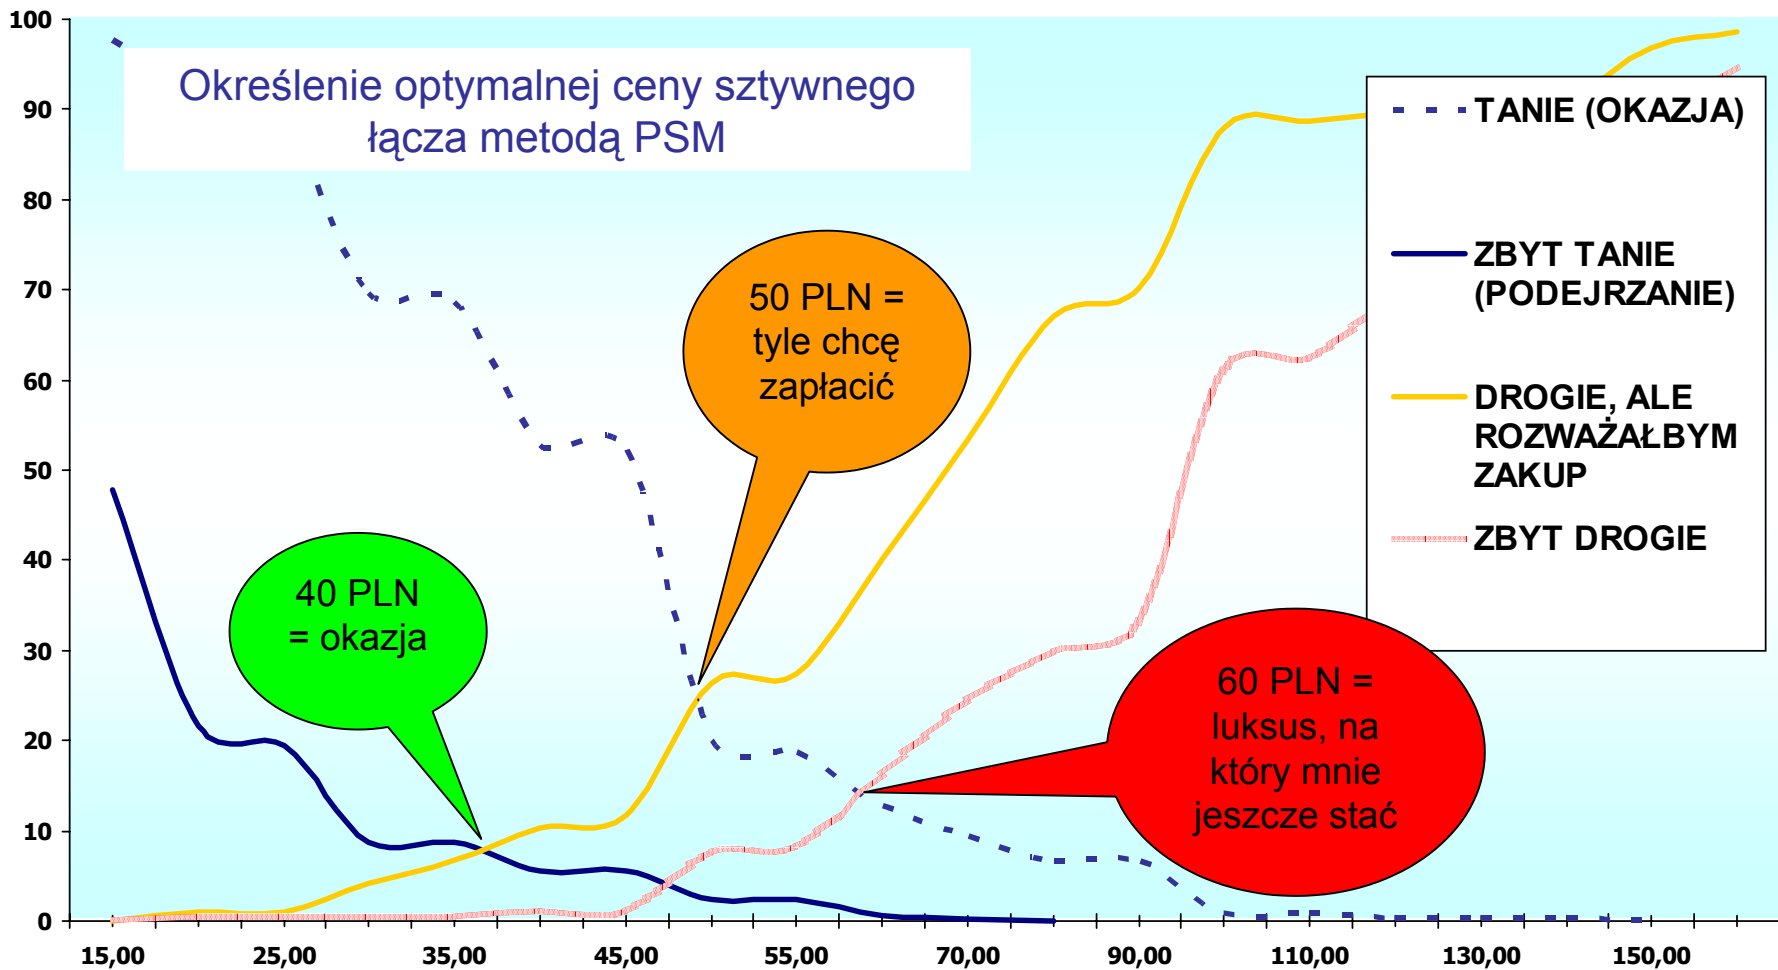 Określenie optymalnej ceny sztywnego
łącza metodą PSM
100
90
80
70
60
50
40
30
20
10
0
TANIE (OKAZJA)
ZBYT TANIE
(PODEJRZANIE)
DROGIE, ALE
ROZWAŻAŁBYM
ZAKUP
ZBYT DROGIE
50 PLN =
tyle chcę
zapłacić
40 PLN
= okazja
60 PLN =
luksus, na
który mnie
jeszcze stać
15,00 25,00 35,00 45,00 55,00 70,00 90,00 110,00 130,00 150,00